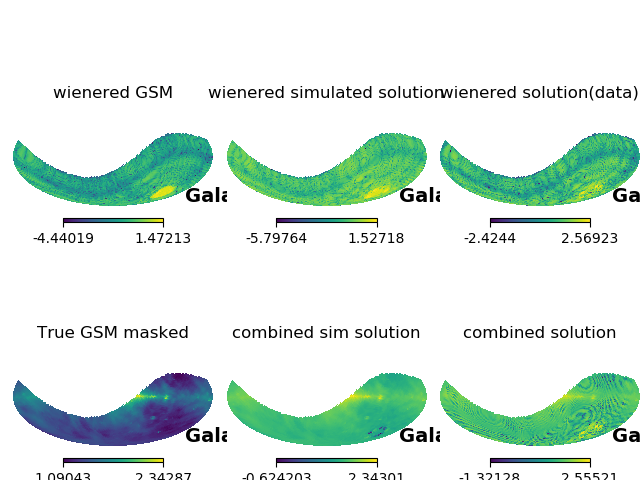 wienered GSM
wienered simulated solution
wienered solution(data)
Gala
Gala
Ga
-4.44019 1.47213
-5.79764 1.52718
-2.4244 2.56923
True GSM masked
combined sim solution
combined solution
Gala
Gala
Ga
1.09043 2.34287
-0.624203 2.34301
-1.32128 2.55521